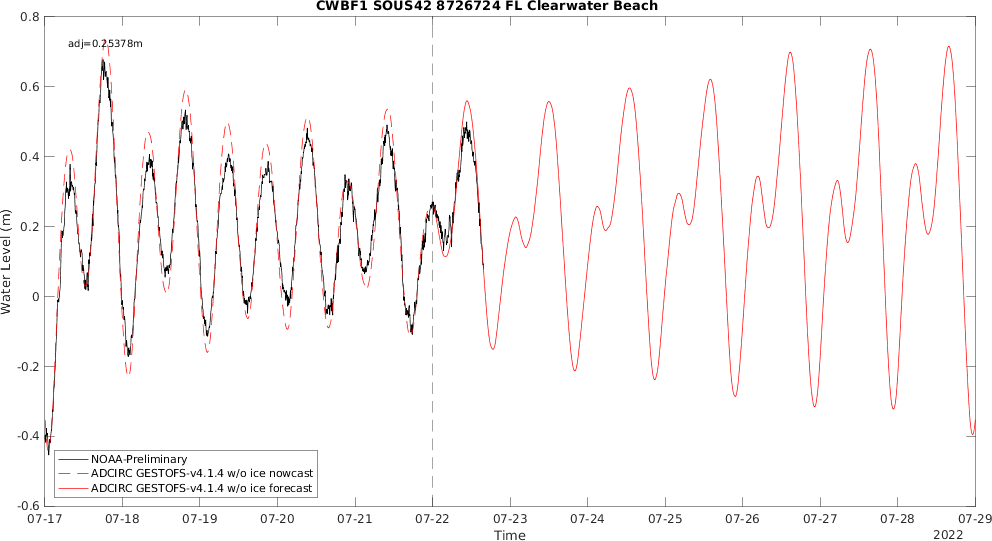 CWBF1 SOUS42 8726724 FL Clearwater Beach
adj=0.25378m
Water Level (m)
0.8
0.6
0.4
0.2
0
-0.2
-0.4
-0.6
NOAA-Preliminary
ADCIRC GESTOFS-v4.1.4 w/o ice nowcast
ADCIRC GESTOFS-v4.1.4 w/o ice forecast
07-17 07-18 07-19 07-20 07-21 07-22 07-23 07-24 07-25 07-26 07-27 07-28 07-29
Time
2022